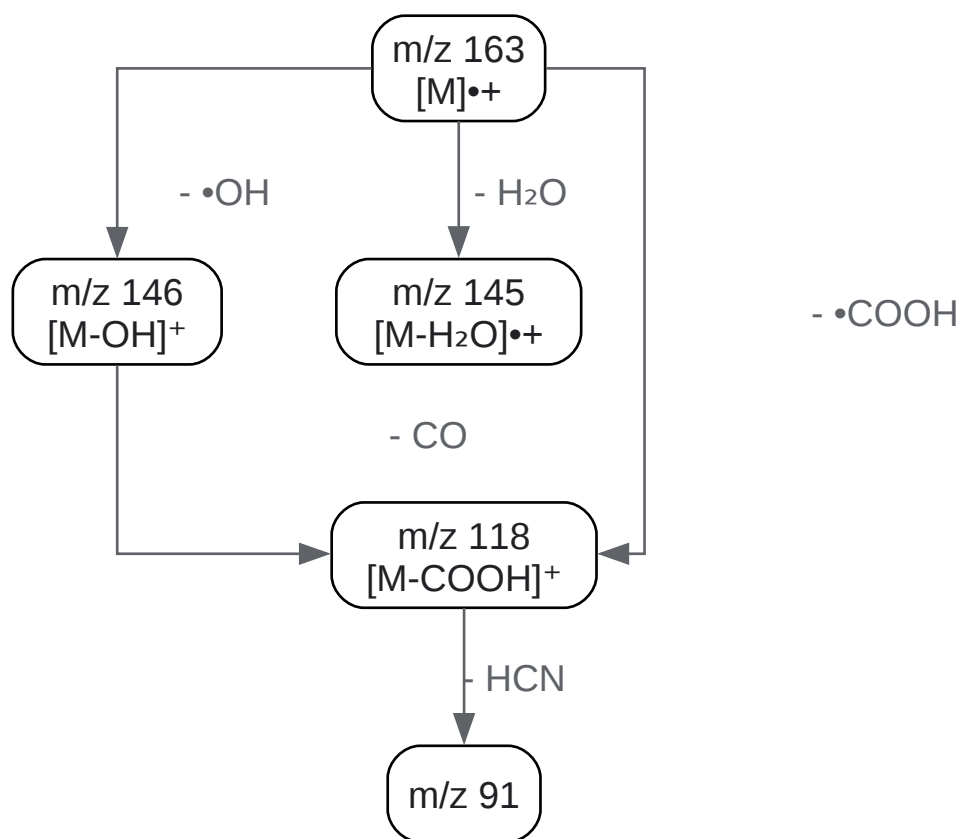 m/z 163
[M]•+
- •OH
- H₂O
m/z 146
[M-OH]⁺
m/z 145
[M-H₂O]•+
- •COOH
- CO
m/z 118
[M-COOH]⁺
- HCN
m/z 91